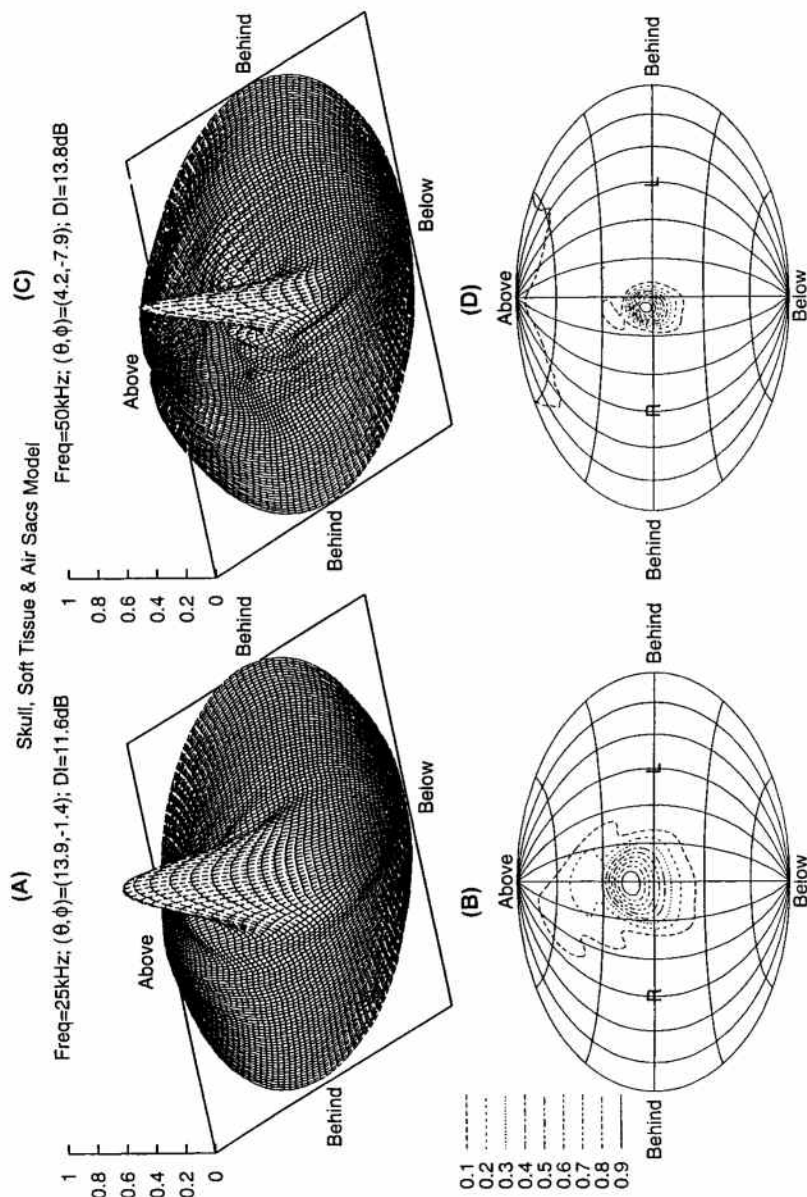 Skull, Soft Tissue & Air Sacs Model
(A)
Freq=25kHz; (θ,ϕ)=(13.9,-1.4); DI=11.6dB
1
0.8
0.6
0.4
0.2
0
Above
Behind
Behind
Below
(C)
Freq=50kHz; (θ,ϕ)=(4.2,-7.9); DI=13.8dB
1
0.8
0.6
0.4
0.2
0
Above
Behind
Behind
Below
(B)
0.1
0.2
0.3
0.4
0.5
0.6
0.7
0.8
0.9
Above
Behind
R
L
Behind
Below
(D)
Above
Behind
R
L
Behind
Below